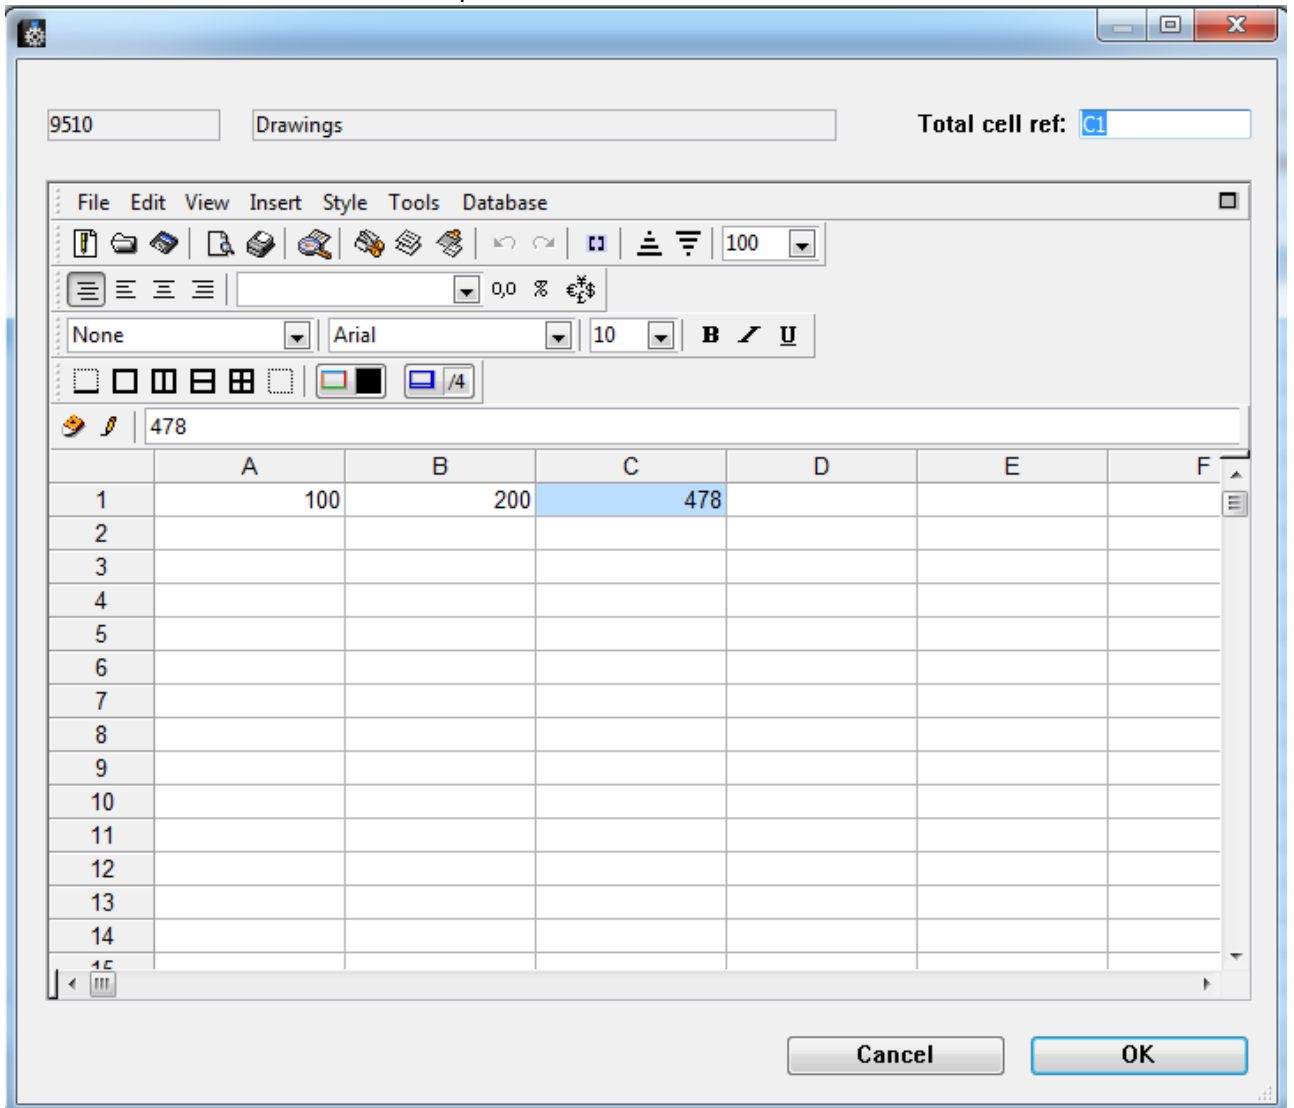 9510 Drawings Total cell ref: C1
File Edit View Insert Style Tools Database
100
0,0 % €¥£$
None Arial 10 B I U
/4
478
A B C D E F
1 100 200 478
2
3
4
5
6
7
8
9
10
11
12
13
14
15
Cancel OK